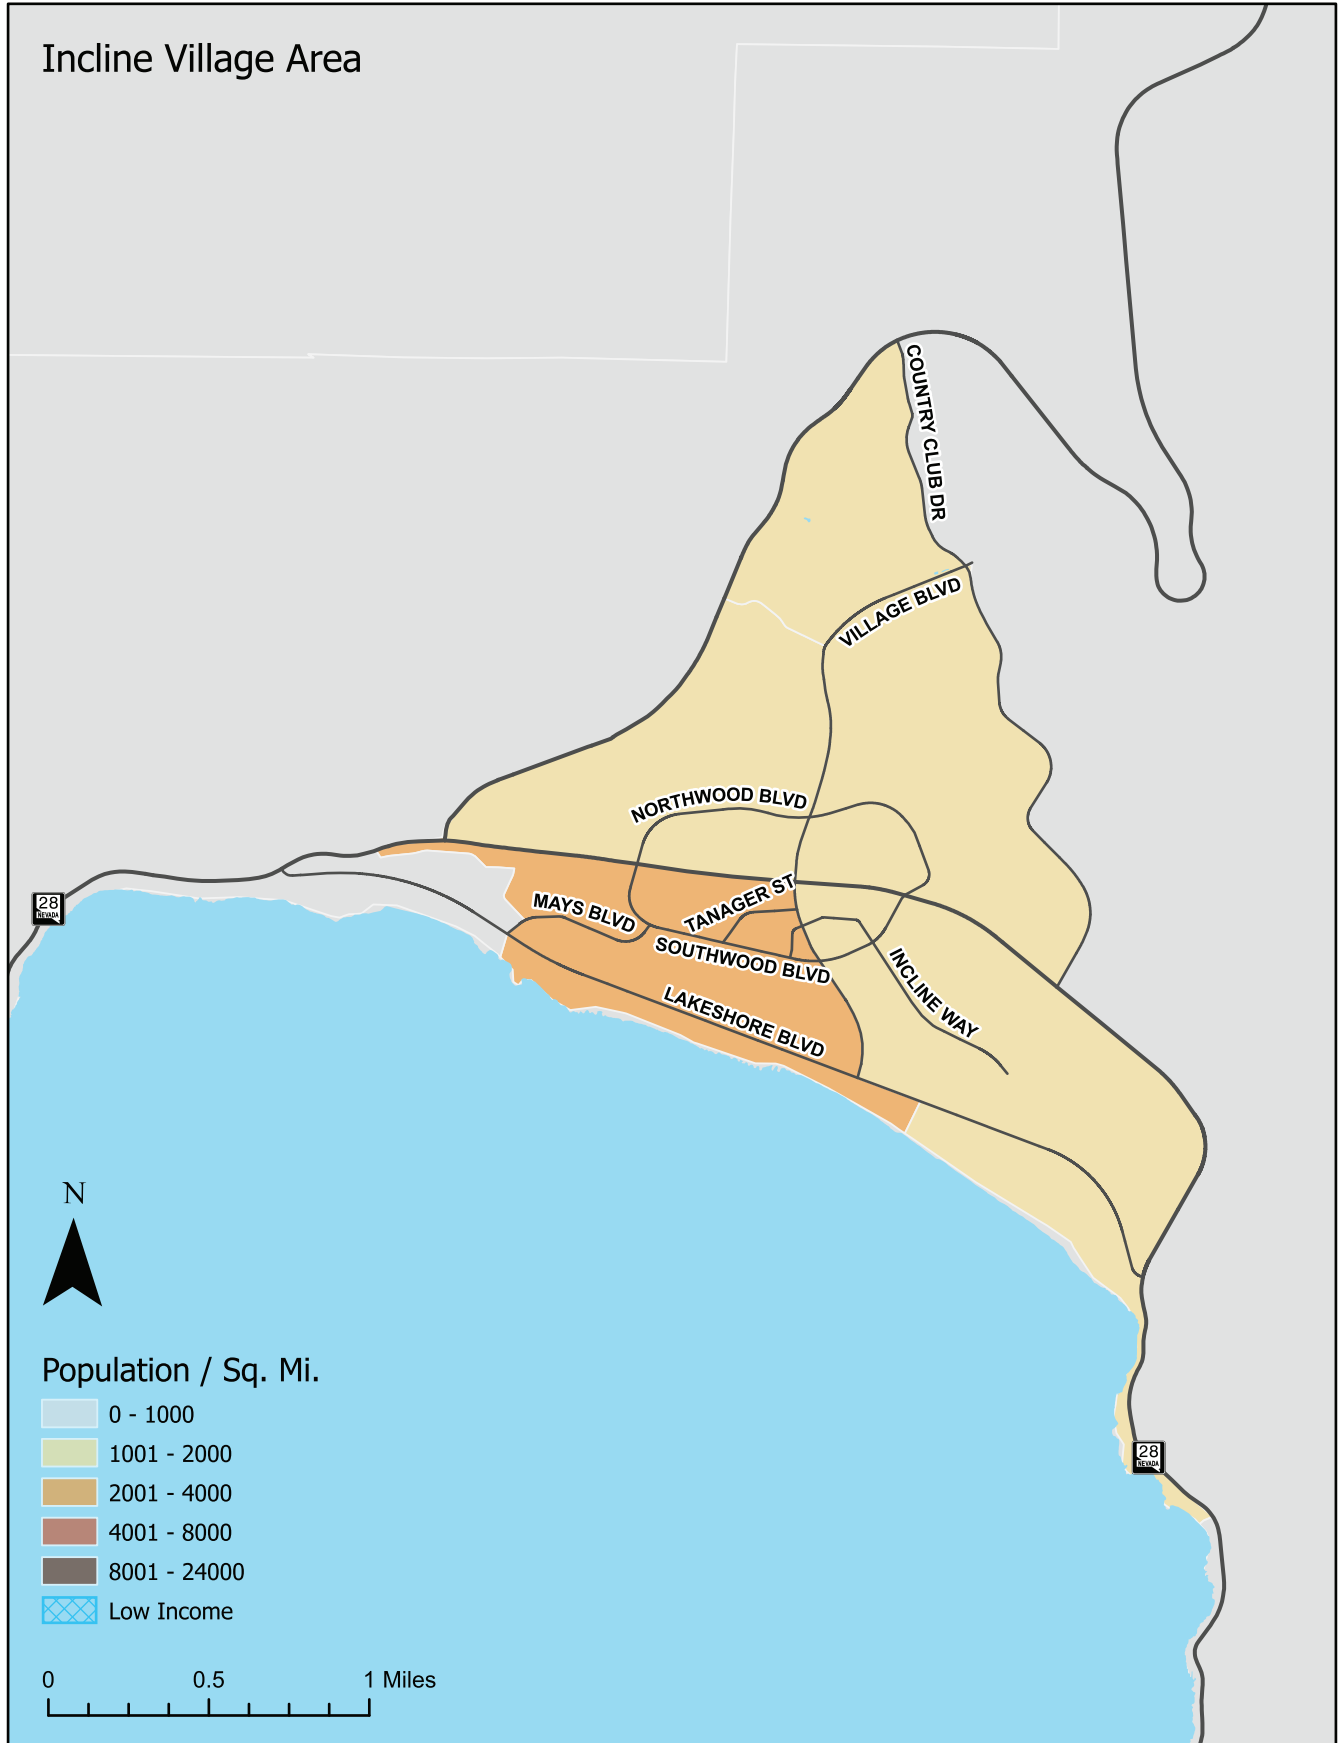 Incline Village Area
COUNTRY CLUB DR
VILLAGE BLVD
NORTHWOOD BLVD
TANAGER ST
MAYS BLVD
28
NEVADA
SOUTHWOOD BLVD
INCLINE WAY
LAKESHORE BLVD
N
Population / Sq. Mi.
0 - 1000
1001 - 2000
28
NEVADA
2001 - 4000
4001 - 8000
8001 - 24000
Low Income
0 0.5 1 Miles